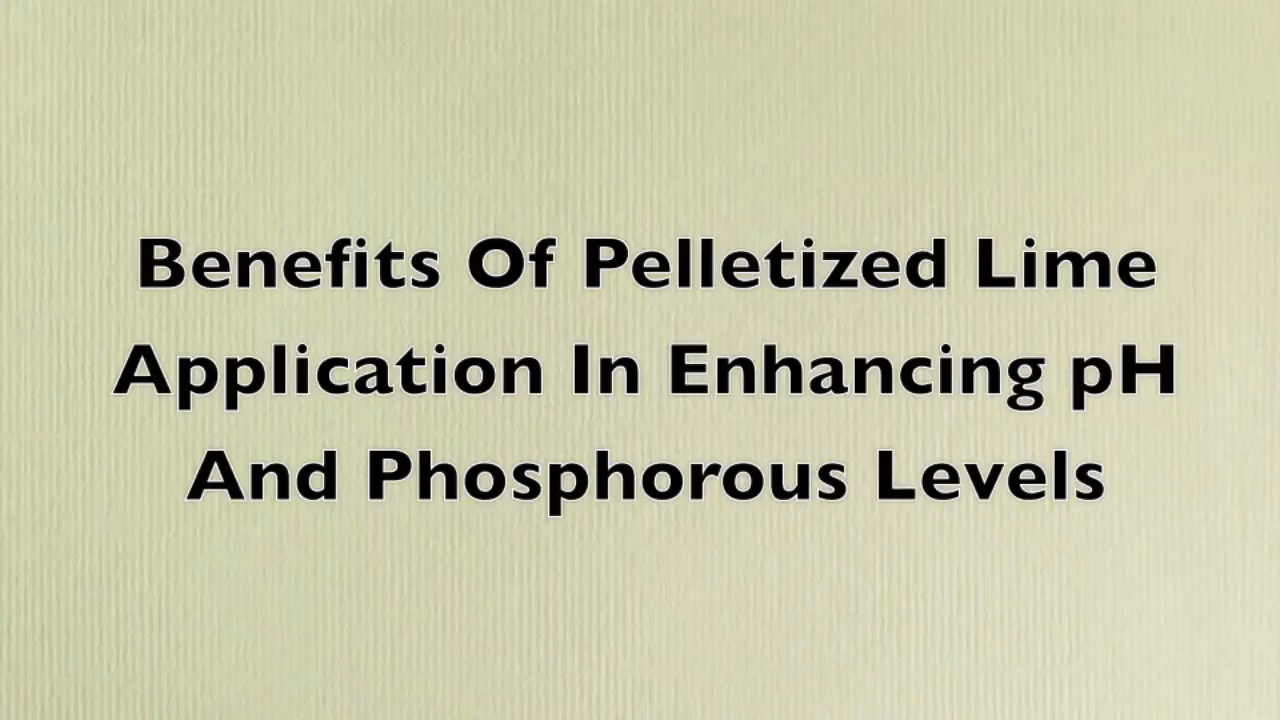 Benefits Of Pelletized Lime
Application In Enhancing pH
And Phosphorous Levels